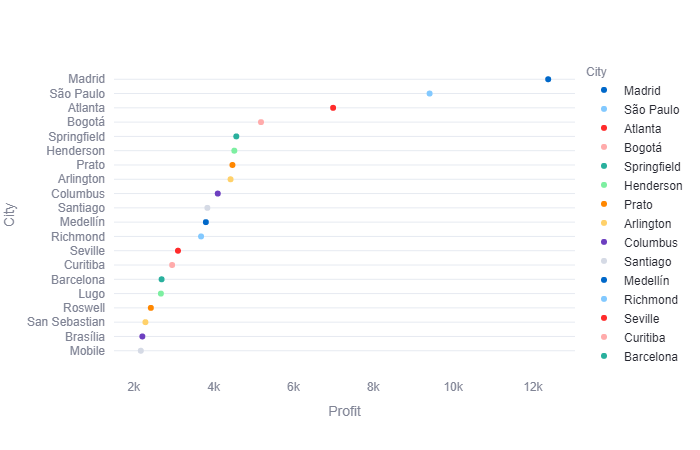 Madrid
São Paulo
Atlanta
Bogotá
Springfield
Henderson
Prato
Arlington
Columbus
Santiago
Medellín
Richmond
Seville
Curitiba
Barcelona
Lugo
Roswell
San Sebastian
Brasília
Mobile
City
2k 4k 6k 8k 10k 12k
Profit
City
Madrid
São Paulo
Atlanta
Bogotá
Springfield
Henderson
Prato
Arlington
Columbus
Santiago
Medellín
Richmond
Seville
Curitiba
Barcelona